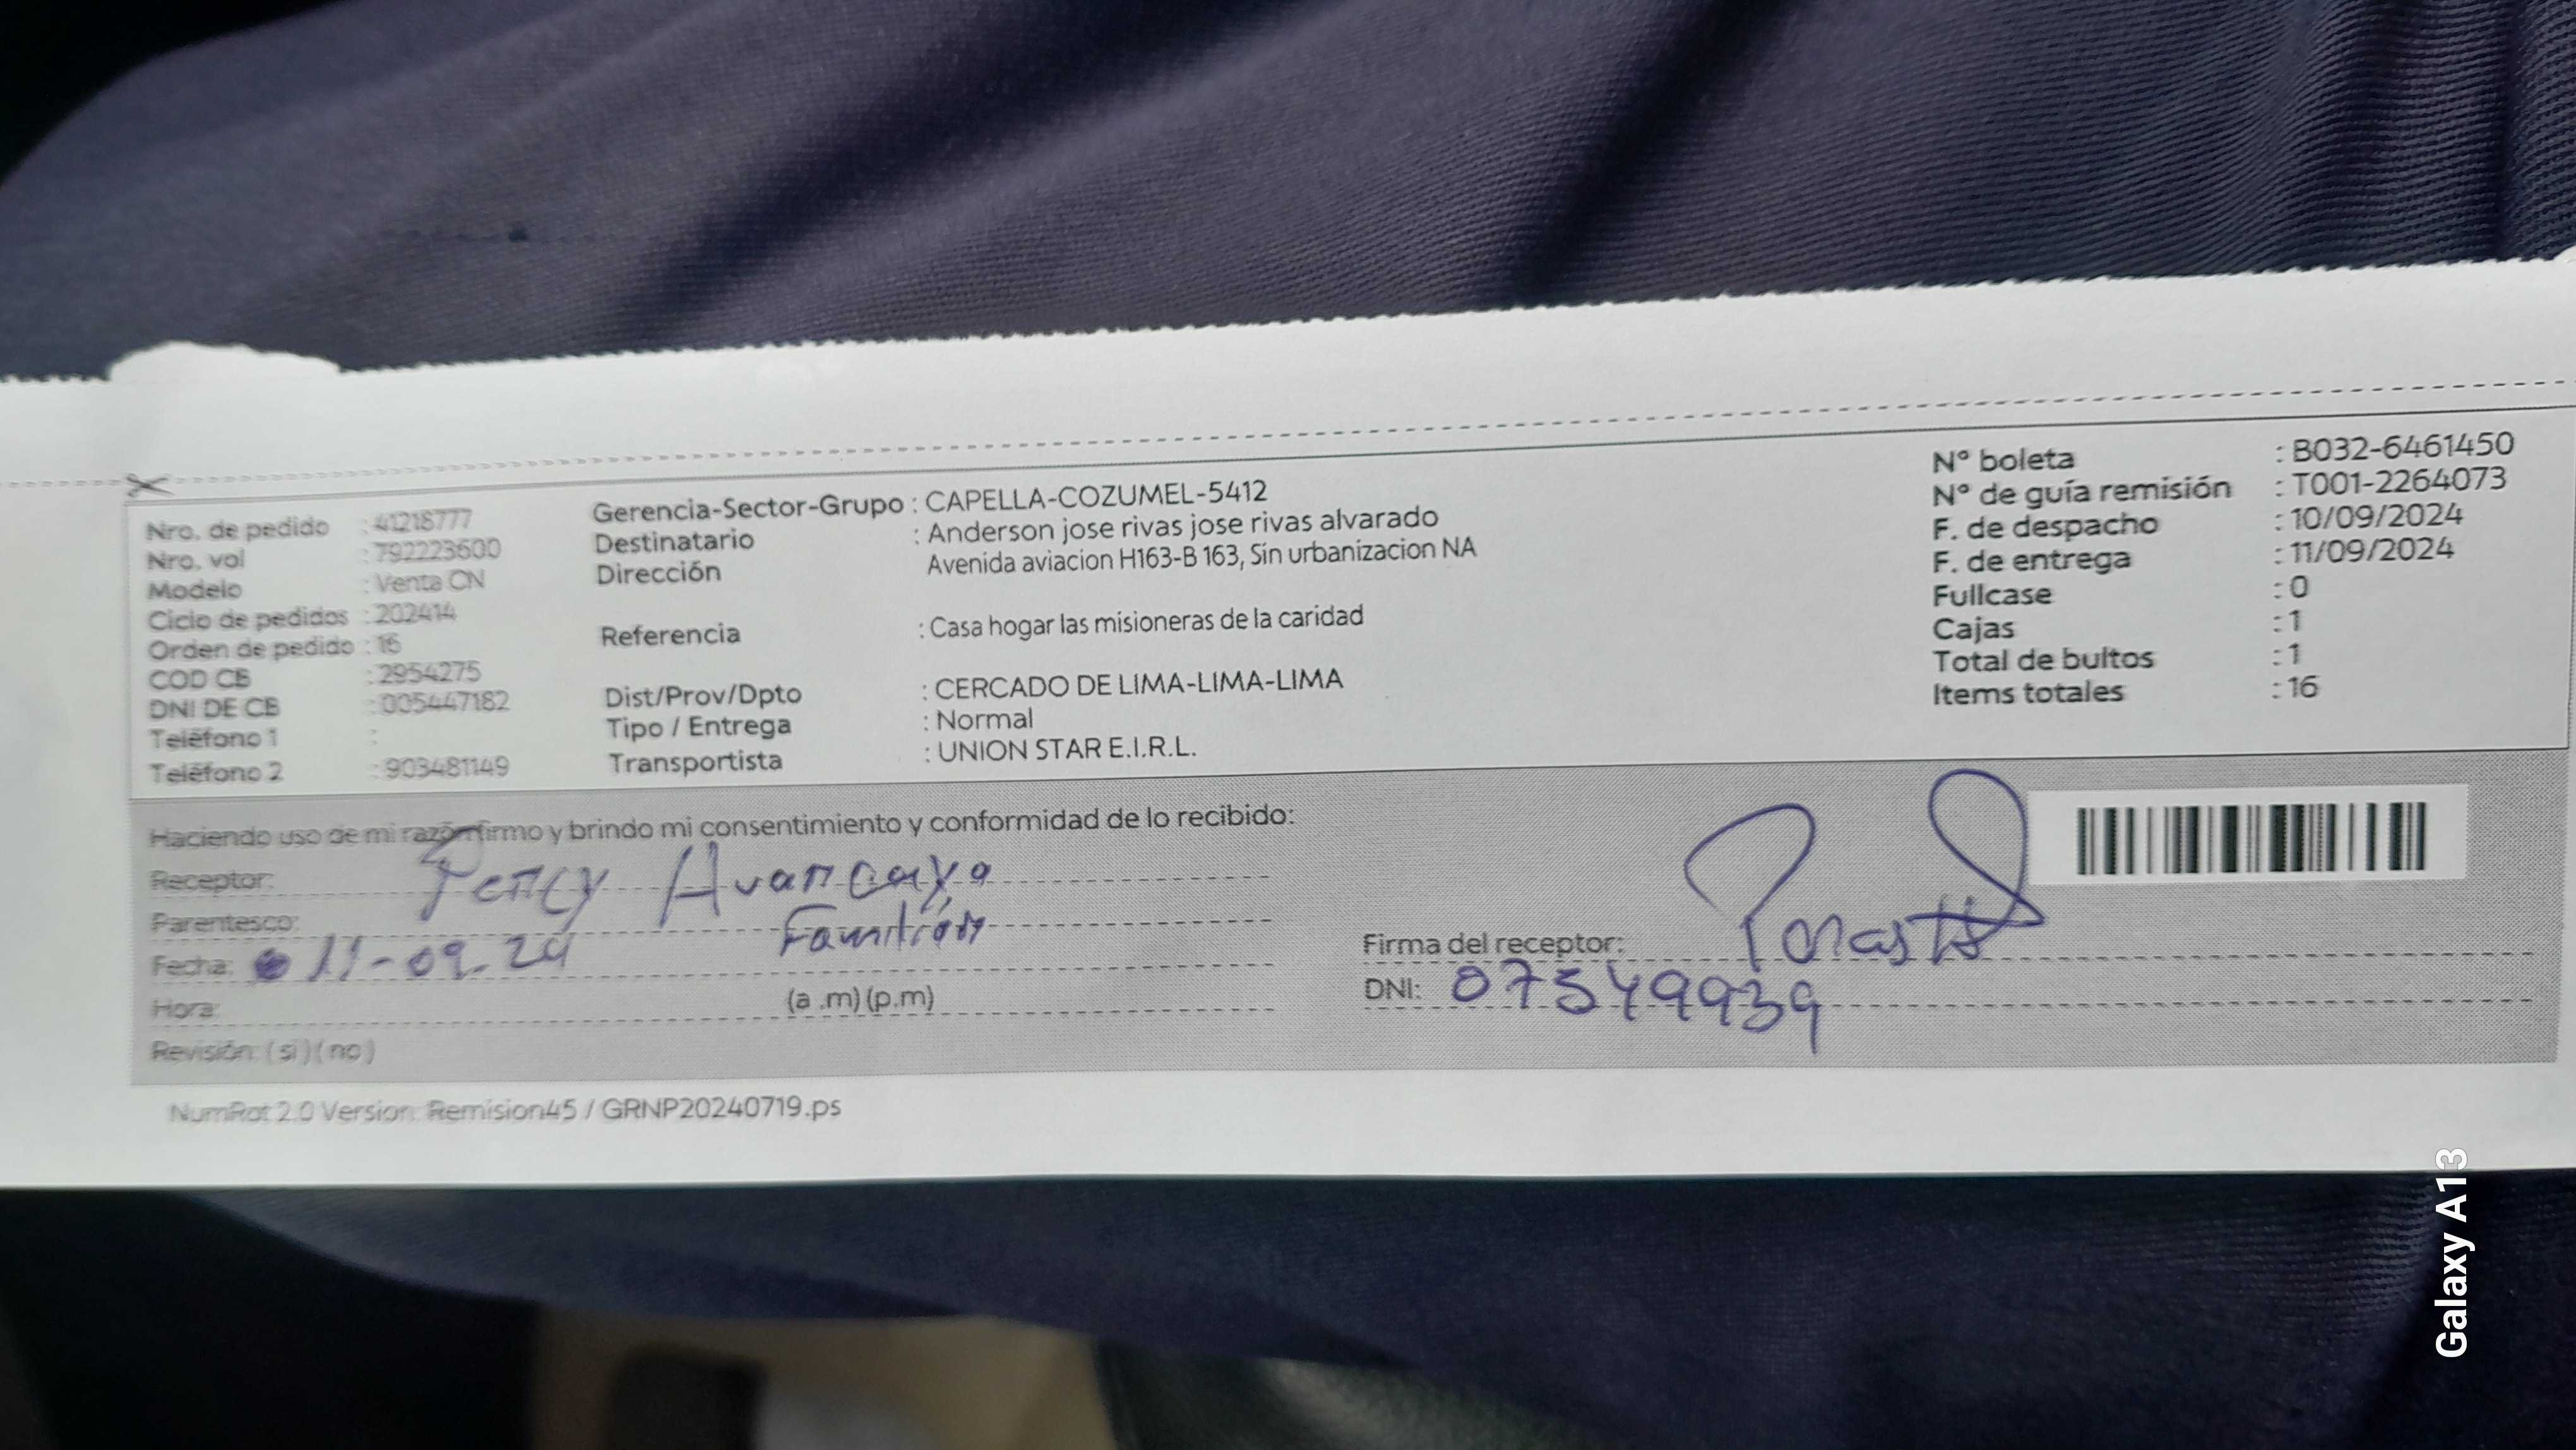 Nro. de pedido : 41218777
Nro. vol : 792223600
Modelo : Venta CN
Ciclo de pedidos : 202414
Orden de pedido : 16
COD CB : 2954275
DNI DE CB : 005447182
Teléfono 1 :
Teléfono 2 : 903481149
Gerencia-Sector-Grupo : CAPELLA-COZUMEL-5412
Destinatario : Anderson jose rivas jose rivas alvarado
Dirección Avenida aviacion H163-B 163, Sin urbanizacion NA
Referencia : Casa hogar las misioneras de la caridad
Dist/Prov/Dpto : CERCADO DE LIMA-LIMA-LIMA
Tipo / Entrega : Normal
Transportista : UNION STAR E.I.R.L.
N° boleta : B032-6461450
N° de guía remisión : T001-2264073
F. de despacho : 10/09/2024
F. de entrega : 11/09/2024
Fullcase : 0
Cajas : 1
Total de bultos : 1
Items totales : 16
Haciendo uso de mi razón firmo y brindo mi consentimiento y conformidad de lo recibido:
Receptor: Percy Avancayo
Parentesco: Familiar
Fecha: 11-09-24
Hora: (a .m) (p.m)
Revisión: ( si ) ( no )
Firma del receptor:
DNI: 07549939
NumRot 2.0 Version: Remision45 / GRNP20240719.ps
Galaxy A13